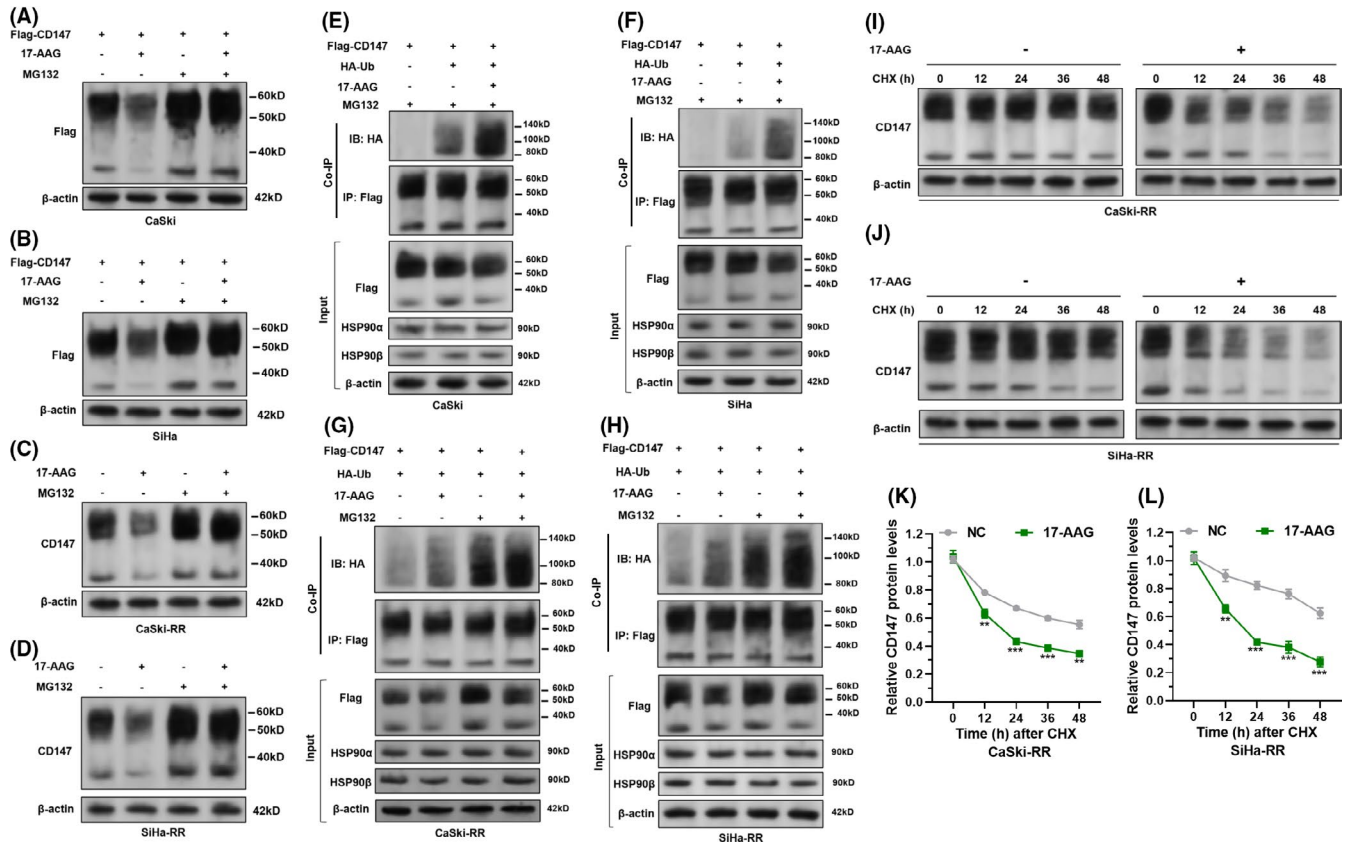 (A)
Flag-CD147 + + + +
17-AAG - + - +
MG132 - - + +
Flag
60kD
50kD
40kD
β-actin 42kD
CaSki
(B)
Flag-CD147 + + + +
17-AAG - + - +
MG132 - - + +
Flag
60kD
50kD
40kD
β-actin 42kD
SiHa
(C)
17-AAG - + - +
MG132 - - + +
CD147
60kD
50kD
40kD
β-actin 42kD
CaSki-RR
(D)
17-AAG - + - +
MG132 - - + +
CD147
60kD
50kD
40kD
β-actin 42kD
SiHa-RR
(E)
Flag-CD147 + + +
HA-Ub - + +
17-AAG - - +
MG132 + + +
Co-IP
IB: HA
140kD
100kD
80kD
IP: Flag
60kD
50kD
40kD
Input
Flag
60kD
50kD
40kD
HSP90α 90kD
HSP90β 90kD
β-actin 42kD
CaSki
(F)
Flag-CD147 + + +
HA-Ub - + +
17-AAG - - +
MG132 + + +
Co-IP
IB: HA
140kD
100kD
80kD
IP: Flag
60kD
50kD
40kD
Input
Flag
60kD
50kD
40kD
HSP90α 90kD
HSP90β 90kD
β-actin 42kD
SiHa
(G)
Flag-CD147 + + + +
HA-Ub + + + +
17-AAG - + - +
MG132 - - + +
Co-IP
IB: HA
140kD
100kD
80kD
IP: Flag
60kD
50kD
40kD
Input
Flag
60kD
50kD
40kD
HSP90α 90kD
HSP90β 90kD
β-actin 42kD
CaSki-RR
(H)
Flag-CD147 + + + +
HA-Ub + + + +
17-AAG - + - +
MG132 - - + +
Co-IP
IB: HA
140kD
100kD
80kD
IP: Flag
60kD
50kD
40kD
Input
Flag
60kD
50kD
40kD
HSP90α 90kD
HSP90β 90kD
β-actin 42kD
SiHa-RR
(I)
17-AAG - +
CHX (h) 0 12 24 36 48 0 12 24 36 48
CD147
β-actin
CaSki-RR
(J)
17-AAG - +
CHX (h) 0 12 24 36 48 0 12 24 36 48
CD147
β-actin
SiHa-RR
(K)
NC 17-AAG
Relative CD147 protein levels
1.2
1.0
0.8
0.6
0.4
0.2
0.0
** *** *** **
0 12 24 36 48
Time (h) after CHX
CaSki-RR
(L)
NC 17-AAG
Relative CD147 protein levels
1.2
1.0
0.8
0.6
0.4
0.2
0.0
** *** *** ***
0 12 24 36 48
Time (h) after CHX
SiHa-RR